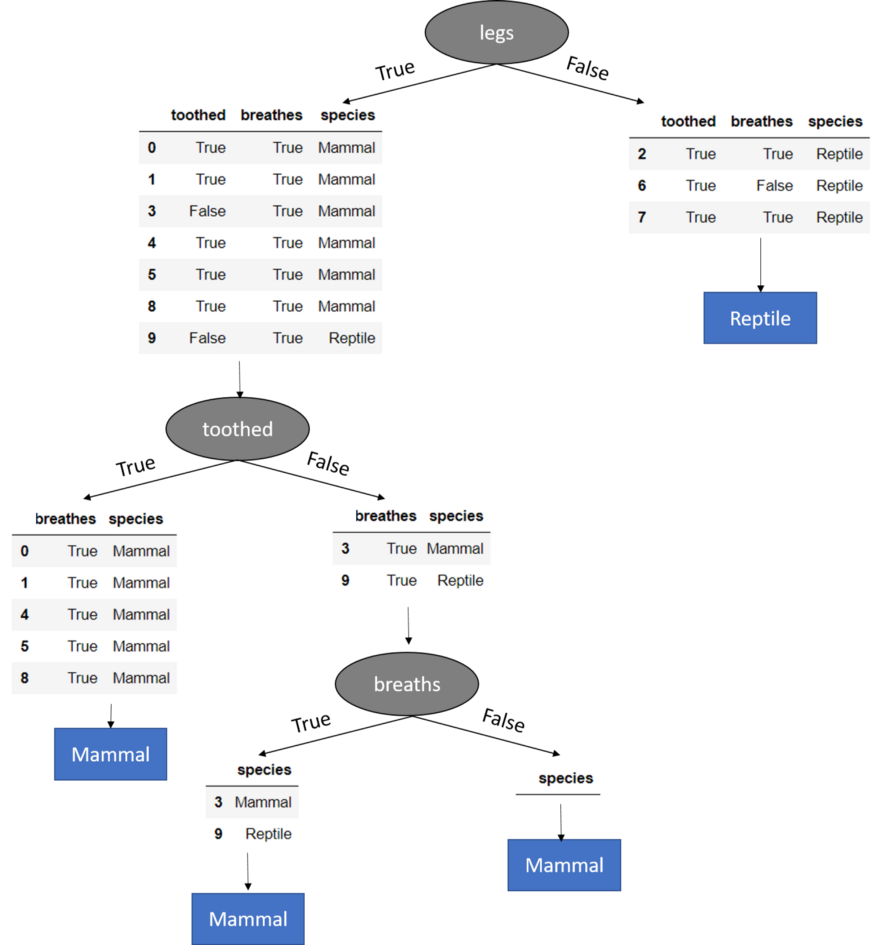 legs
True
False
toothed breathes species
0 True True Mammal
1 True True Mammal
3 False True Mammal
4 True True Mammal
5 True True Mammal
8 True True Mammal
9 False True Reptile
toothed breathes species
2 True True Reptile
6 True False Reptile
7 True True Reptile
Reptile
toothed
True
False
breathes species
0 True Mammal
1 True Mammal
4 True Mammal
5 True Mammal
8 True Mammal
Mammal
breathes species
3 True Mammal
9 True Reptile
breaths
True
False
species
3 Mammal
9 Reptile
Mammal
species
Mammal